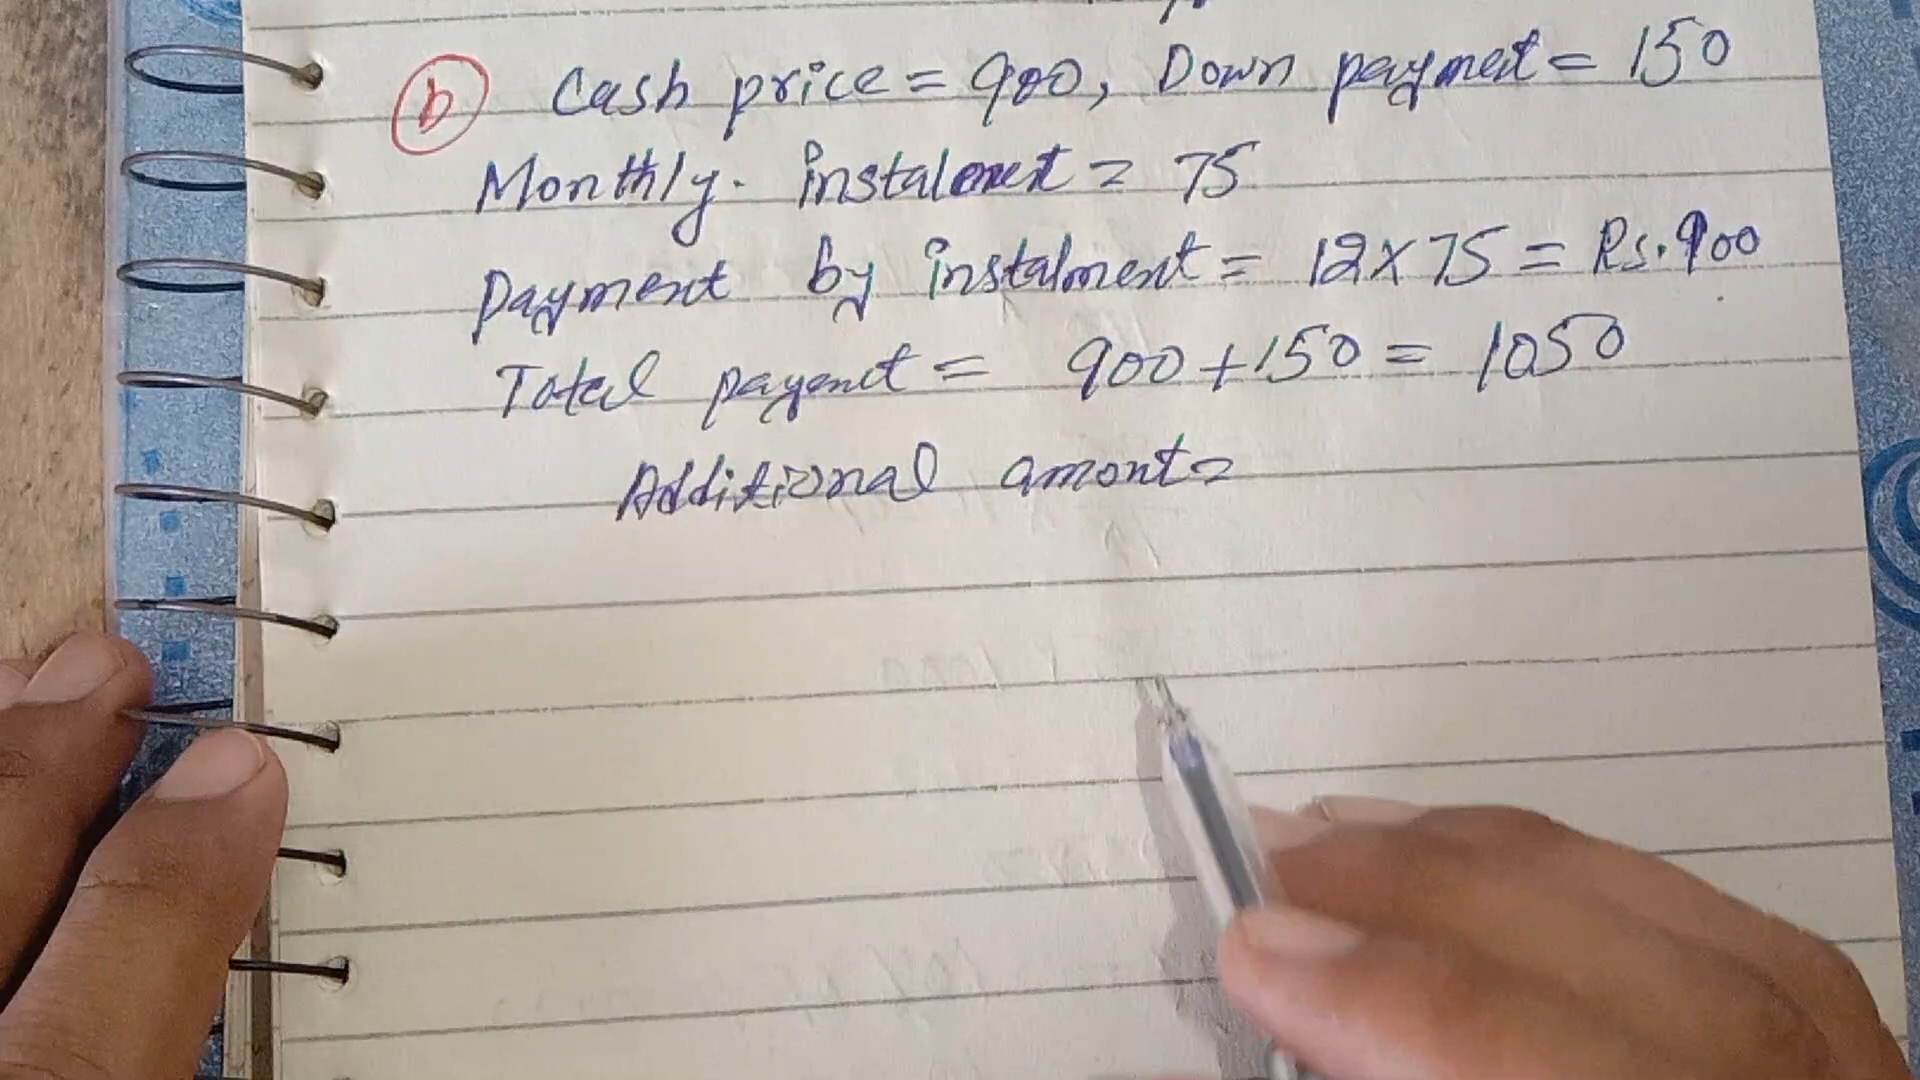 b Cash price = 900, Down payment = 150
Monthly. instalment = 75
Payment by instalment = 12 x 75 = Rs. 900
Total payent = 900 + 150 = 1050
Additional amont =